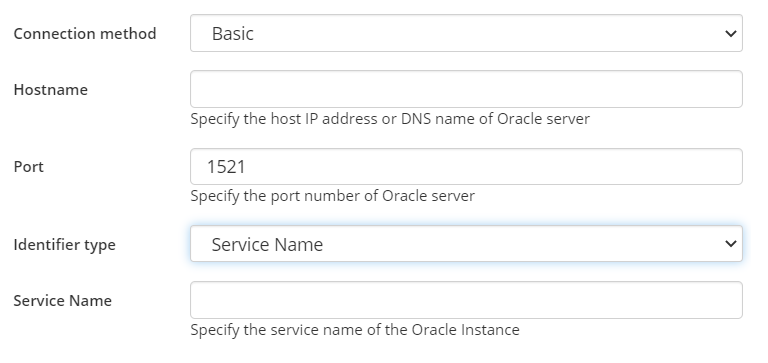 Connection method Basic
Hostname
Specify the host IP address or DNS name of Oracle server
Port 1521
Specify the port number of Oracle server
Identifier type Service Name
Service Name
Specify the service name of the Oracle Instance